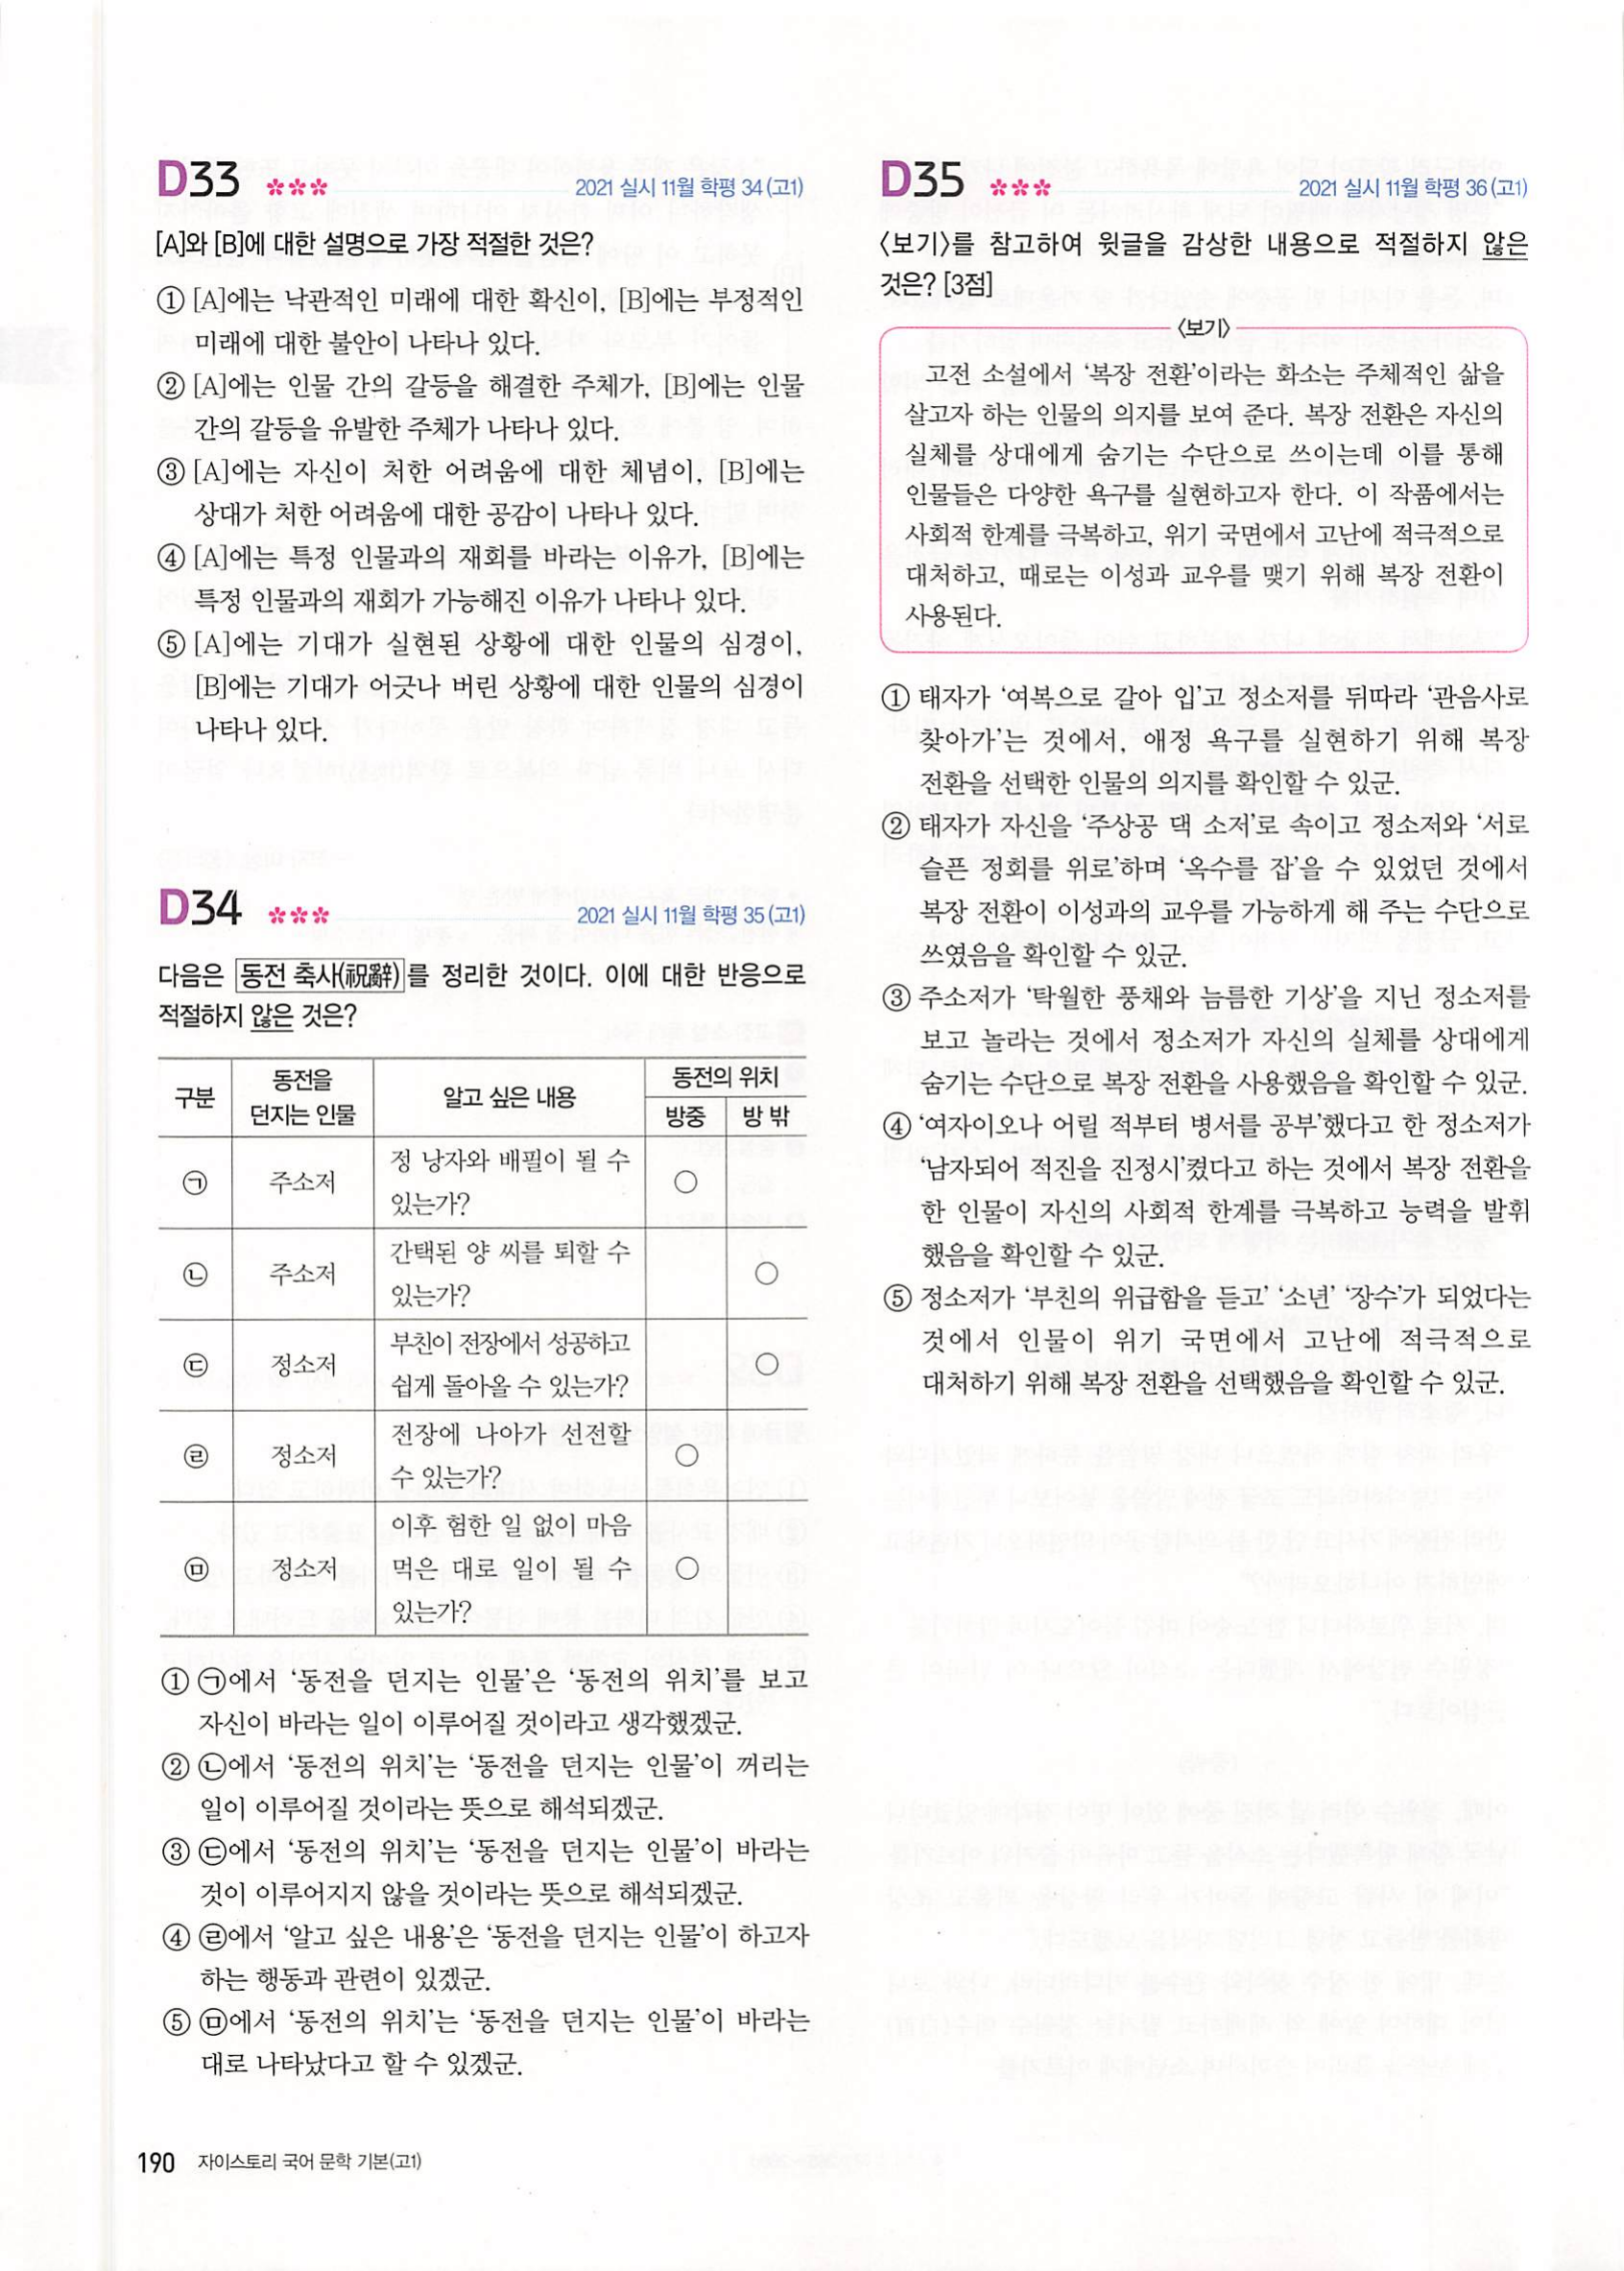 D33 ✽✽✽ 2021 실시 11월 학평 34(고1)
[A]와 [B]에 대한 설명으로 가장 적절한 것은?
① [A]에는 낙관적인 미래에 대한 확신이, [B]에는 부정적인
미래에 대한 불안이 나타나 있다.
② [A]에는 인물 간의 갈등을 해결한 주체가, [B]에는 인물
간의 갈등을 유발한 주체가 나타나 있다.
③ [A]에는 자신이 처한 어려움에 대한 체념이, [B]에는
상대가 처한 어려움에 대한 공감이 나타나 있다.
④ [A]에는 특정 인물과의 재회를 바라는 이유가, [B]에는
특정 인물과의 재회가 가능해진 이유가 나타나 있다.
⑤ [A]에는 기대가 실현된 상황에 대한 인물의 심경이,
[B]에는 기대가 어긋나 버린 상황에 대한 인물의 심경이
나타나 있다.
D34 ✽✽✽ 2021 실시 11월 학평 35(고1)
다음은 동전 축사(祝辭)를 정리한 것이다. 이에 대한 반응으로
적절하지 않은 것은?
구분 동전을 던지는 인물 알고 싶은 내용 동전의 위치
방중 방 밖
㉠ 주소저 정 낭자와 배필이 될 수
있는가? ○
㉡ 주소저 간택된 양 씨를 퇴할 수
있는가? ○
㉢ 정소저 부친이 전장에서 성공하고
쉽게 돌아올 수 있는가? ○
㉣ 정소저 전장에 나아가 선전할
수 있는가? ○
㉤ 정소저 이후 험한 일 없이 마음
먹은 대로 일이 될 수 ○
있는가?
① ㉠에서 '동전을 던지는 인물'은 '동전의 위치'를 보고
자신이 바라는 일이 이루어질 것이라고 생각했겠군.
② ㉡에서 '동전의 위치'는 '동전을 던지는 인물'이 꺼리는
일이 이루어질 것이라는 뜻으로 해석되겠군.
③ ㉢에서 '동전의 위치'는 '동전을 던지는 인물'이 바라는
것이 이루어지지 않을 것이라는 뜻으로 해석되겠군.
④ ㉣에서 '알고 싶은 내용'은 '동전을 던지는 인물'이 하고자
하는 행동과 관련이 있겠군.
⑤ ㉤에서 '동전의 위치'는 '동전을 던지는 인물'이 바라는
대로 나타났다고 할 수 있겠군.
D35 ✽✽✽ 2021 실시 11월 학평 36(고1)
〈보기〉를 참고하여 윗글을 감상한 내용으로 적절하지 않은
것은? [3점]
〈보기〉
고전 소설에서 '복장 전환'이라는 화소는 주체적인 삶을
살고자 하는 인물의 의지를 보여 준다. 복장 전환은 자신의
실체를 상대에게 숨기는 수단으로 쓰이는데 이를 통해
인물들은 다양한 욕구를 실현하고자 한다. 이 작품에서는
사회적 한계를 극복하고, 위기 국면에서 고난에 적극적으로
대처하고, 때로는 이성과 교우를 맺기 위해 복장 전환이
사용된다.
① 태자가 '여복으로 갈아 입'고 정소저를 뒤따라 '관음사로
찾아가'는 것에서, 애정 욕구를 실현하기 위해 복장
전환을 선택한 인물의 의지를 확인할 수 있군.
② 태자가 자신을 '주상공 댁 소저'로 속이고 정소저와 '서로
슬픈 정회를 위로'하며 '옥수를 잡'을 수 있었던 것에서
복장 전환이 이성과의 교우를 가능하게 해 주는 수단으로
쓰였음을 확인할 수 있군.
③ 주소저가 '탁월한 풍채와 늠름한 기상'을 지닌 정소저를
보고 놀라는 것에서 정소저가 자신의 실체를 상대에게
숨기는 수단으로 복장 전환을 사용했음을 확인할 수 있군.
④ '여자이오나 어릴 적부터 병서를 공부'했다고 한 정소저가
'남자되어 적진을 진정시'켰다고 하는 것에서 복장 전환을
한 인물이 자신의 사회적 한계를 극복하고 능력을 발휘
했음을 확인할 수 있군.
⑤ 정소저가 '부친의 위급함을 듣고' '소년' '장수'가 되었다는
것에서 인물이 위기 국면에서 고난에 적극적으로
대처하기 위해 복장 전환을 선택했음을 확인할 수 있군.
190 자이스토리 국어 문학 기본(고1)